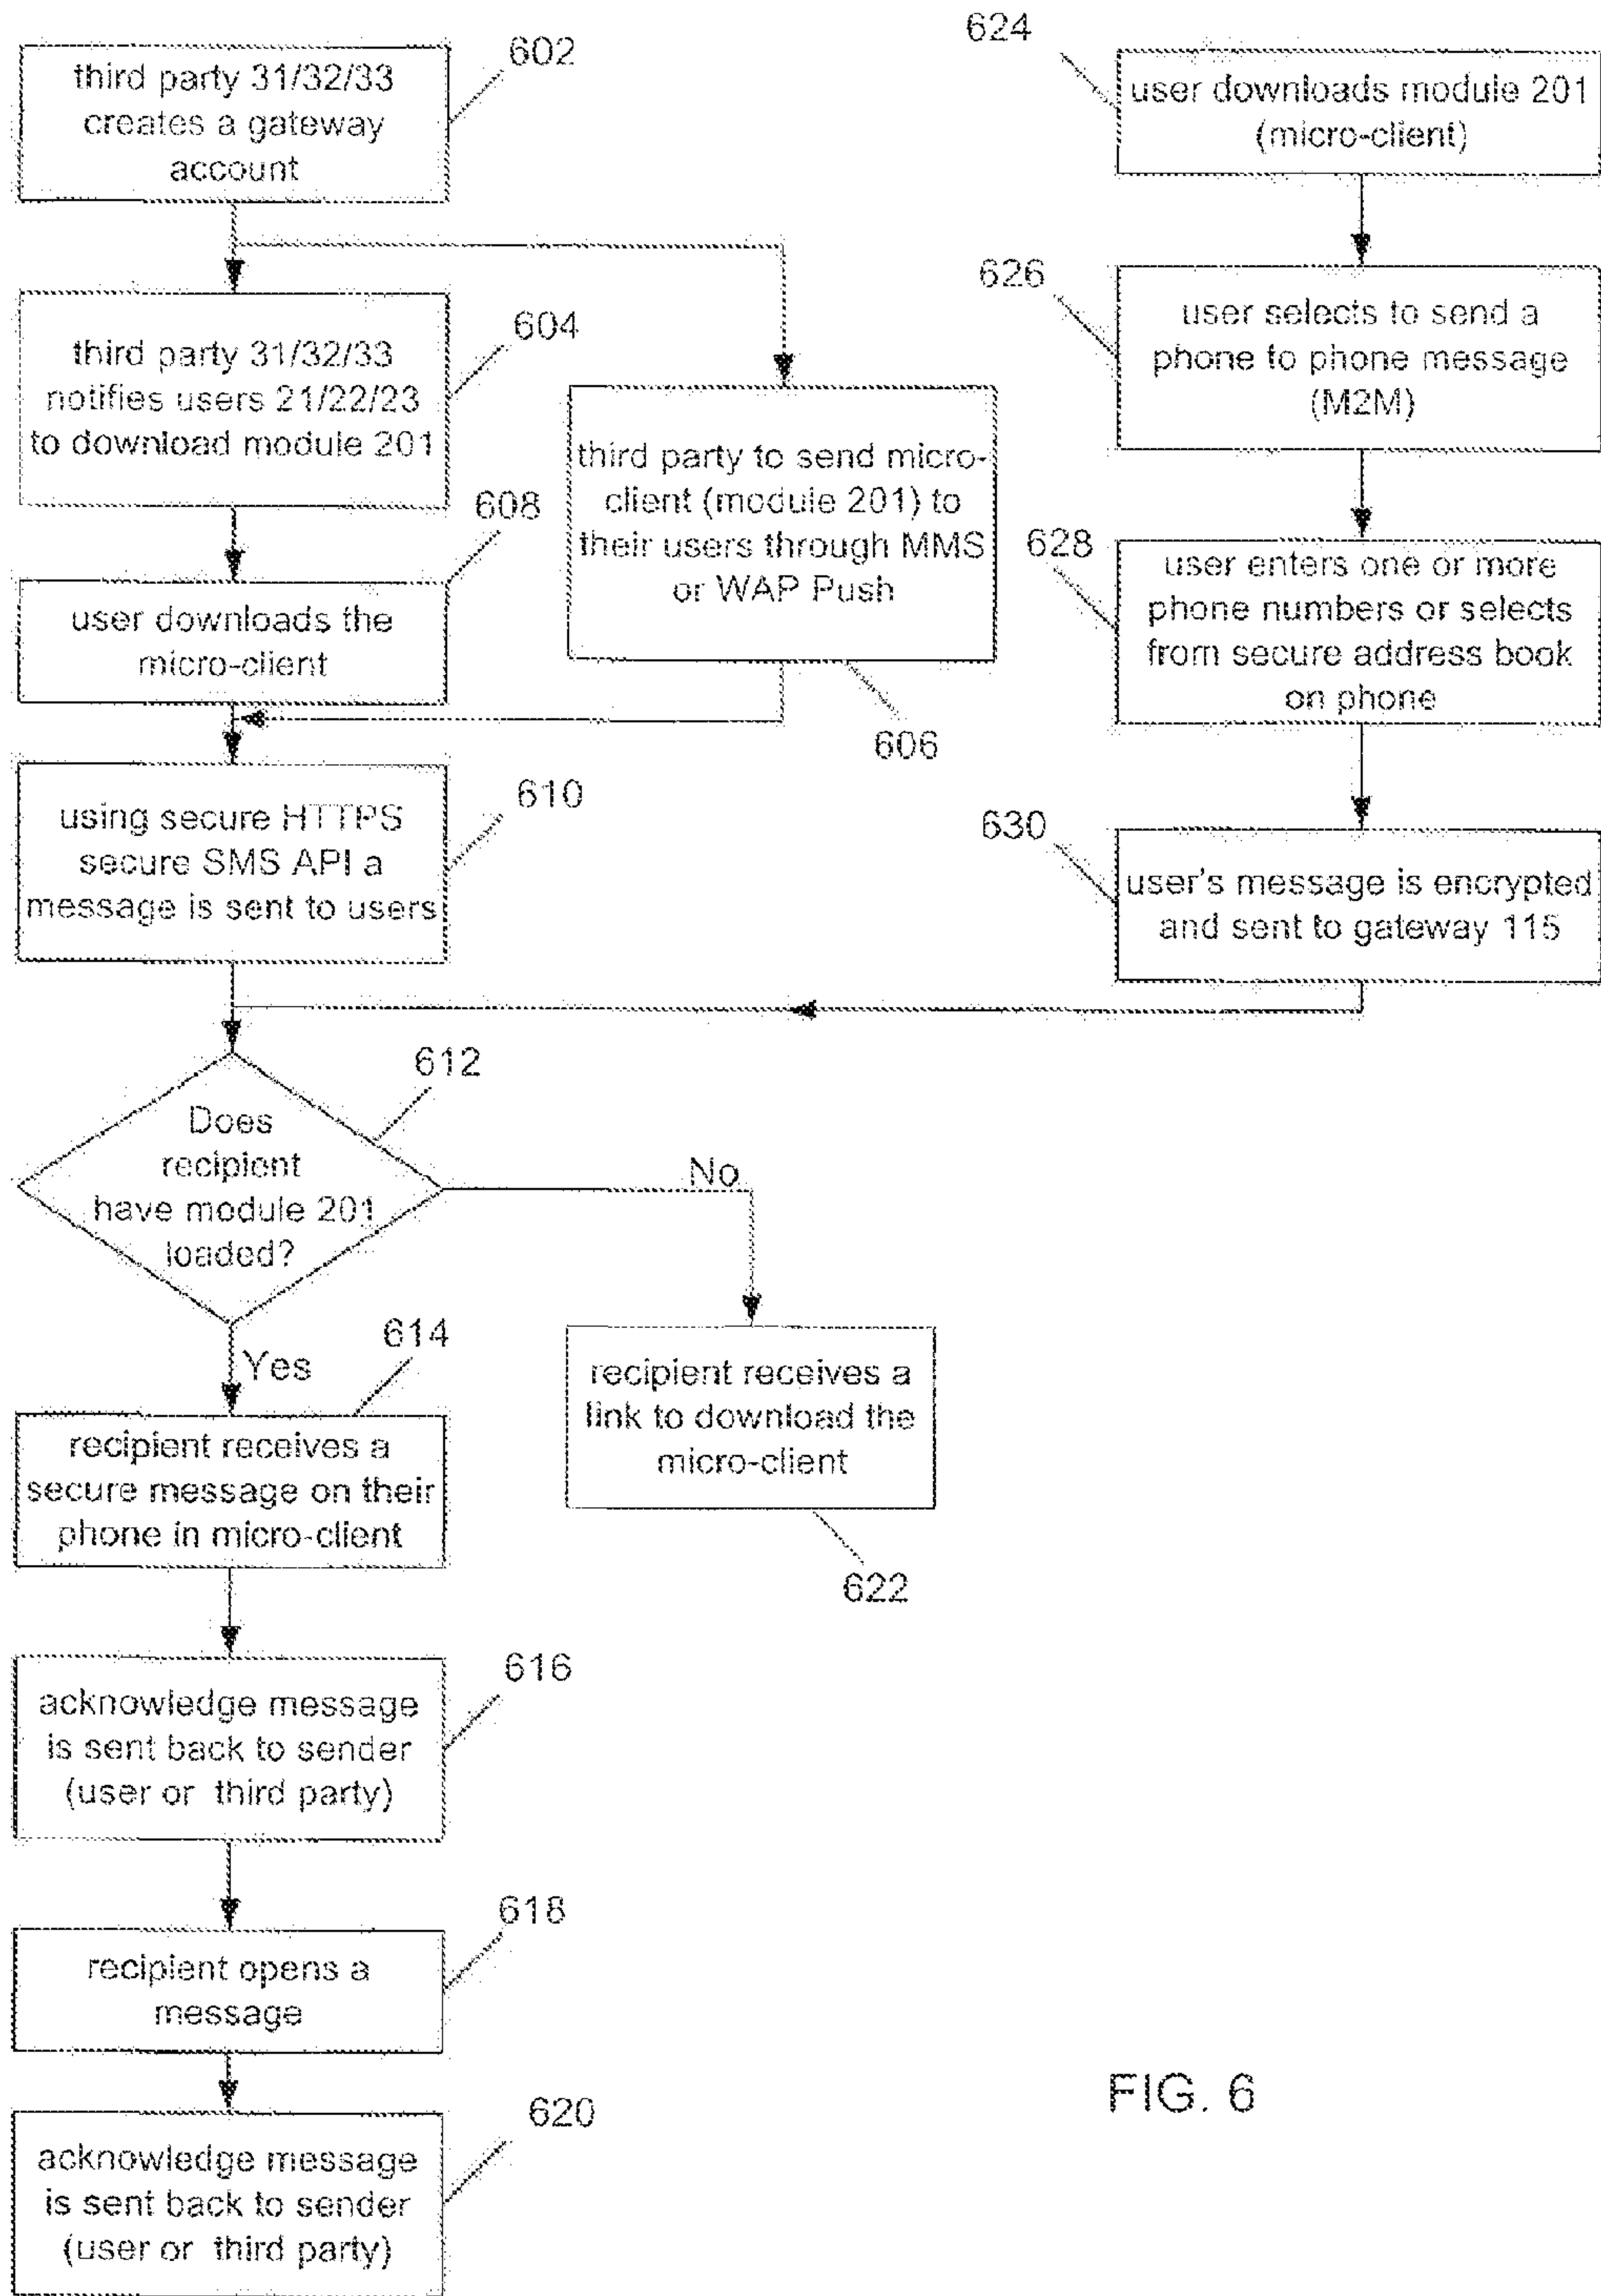 602
third party 31/32/33
creates a gateway
account
604
third party 31/32/33
notifies users 21/22/23
to download module 201
608
user downloads the
micro-client
third party to send micro-
client (module 201) to
their users through MMS
or WAP Push
606
610
using secure HTTPS
secure SMS API a
message is sent to users
624
user downloads module 201
(micro-client)
626
user selects to send a
phone to phone message
(M2M)
628
user enters one or more
phone numbers or selects
from secure address book
on phone
630
user's message is encrypted
and sent to gateway 115
612
Does
recipient
have module 201
loaded?
No
Yes
614
recipient receives a
secure message on their
phone in micro-client
recipient receives a
link to download the
micro-client
622
616
acknowledge message
is sent back to sender
(user or third party)
618
recipient opens a
message
620
acknowledge message
is sent back to sender
(user or third party)
FIG. 6